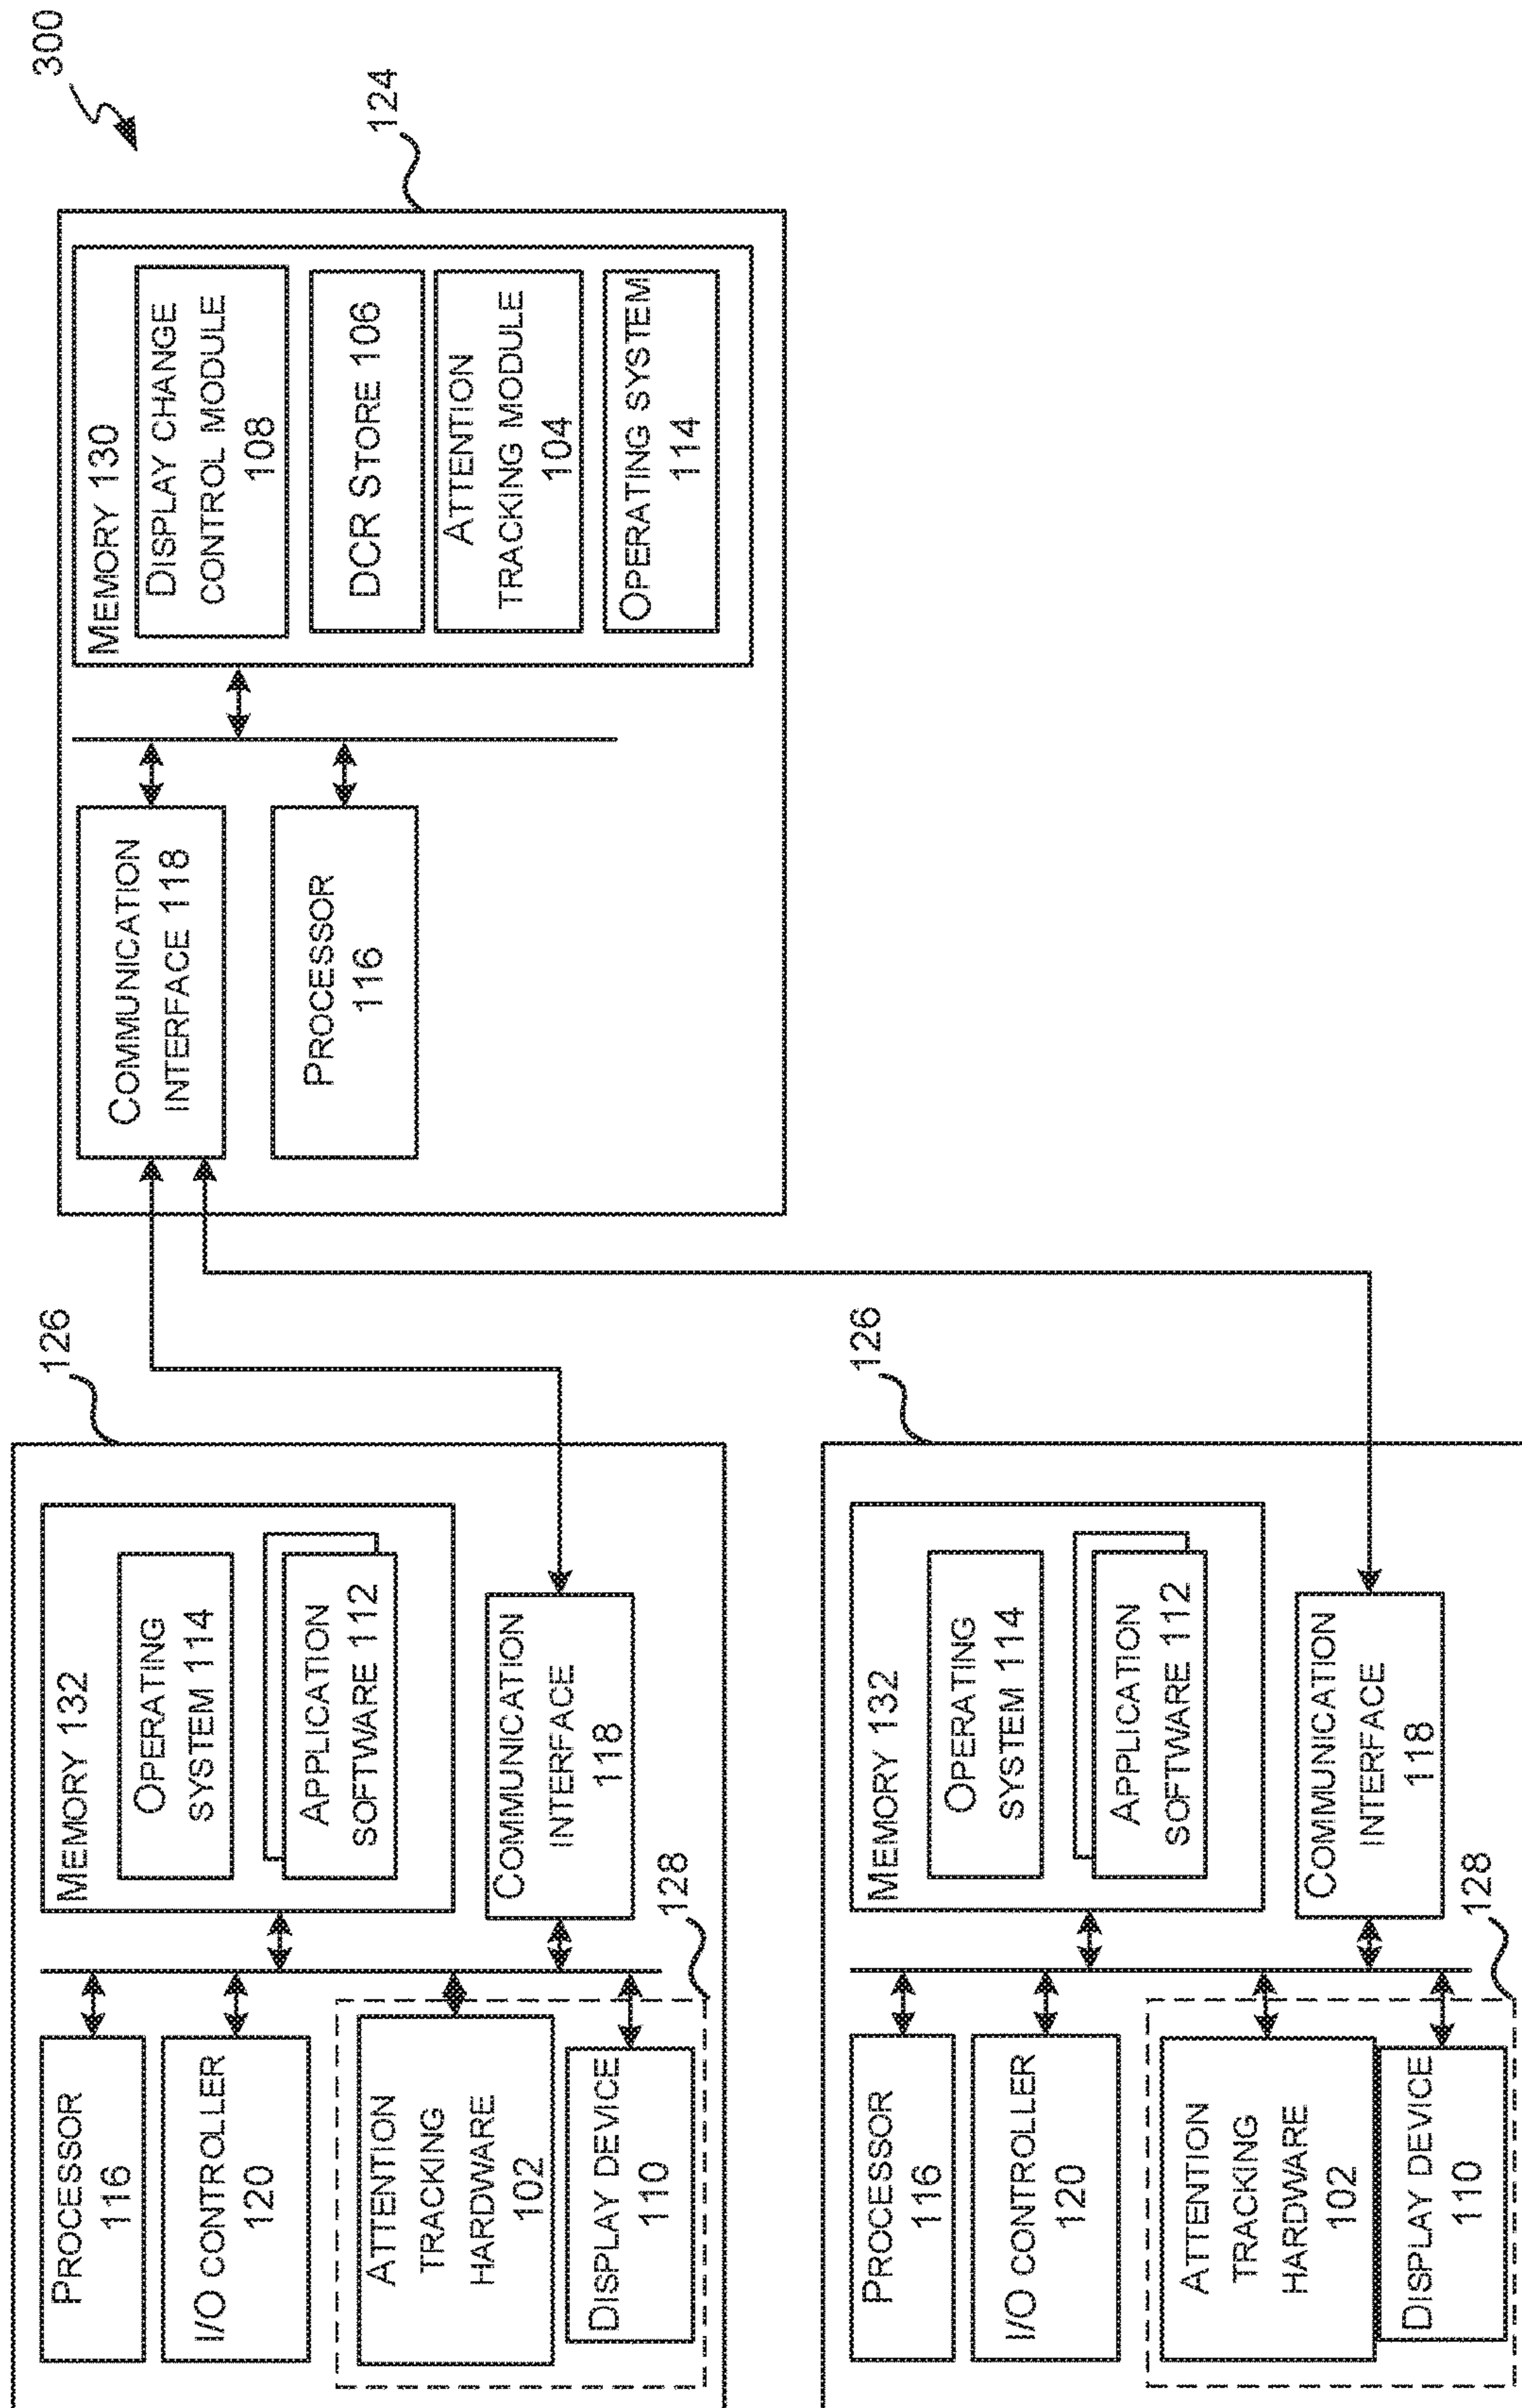 300
126
PROCESSOR
116
I/O CONTROLLER
120
ATTENTION
TRACKING
HARDWARE
102
DISPLAY DEVICE
110
128
MEMORY 132
OPERATING
SYSTEM 114
APPLICATION
SOFTWARE 112
COMMUNICATION
INTERFACE
118
126
PROCESSOR
116
I/O CONTROLLER
120
ATTENTION
TRACKING
HARDWARE
102
DISPLAY DEVICE
110
128
MEMORY 132
OPERATING
SYSTEM 114
APPLICATION
SOFTWARE 112
COMMUNICATION
INTERFACE
118
124
COMMUNICATION
INTERFACE 118
PROCESSOR
116
MEMORY 130
DISPLAY CHANGE
CONTROL MODULE
108
DCR STORE 106
ATTENTION
TRACKING MODULE
104
OPERATING SYSTEM
114